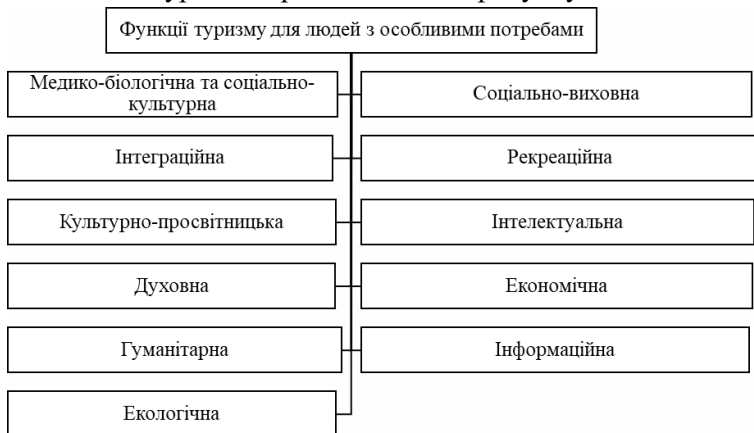 Функції туризму для людей з особливими потребами
Медико-біологічна та соціально-
культурна
Соціально-виховна
Інтеграційна
Рекреаційна
Культурно-просвітницька
Інтелектуальна
Духовна
Економічна
Гуманітарна
Інформаційна
Екологічна